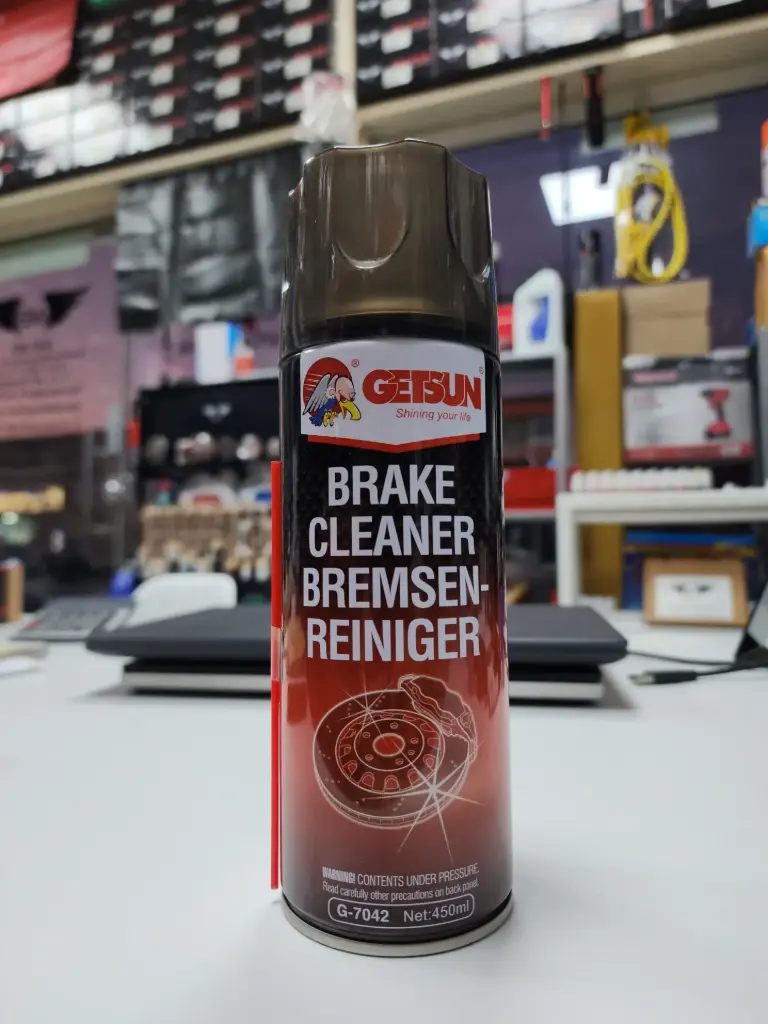 GETSUN
Shining your life
BRAKE
CLEANER
BREMSEN-
REINIGER
WARNING! CONTENTS UNDER PRESSURE.
Read carefully other precautions on back panel.
G-7042 Net:450ml